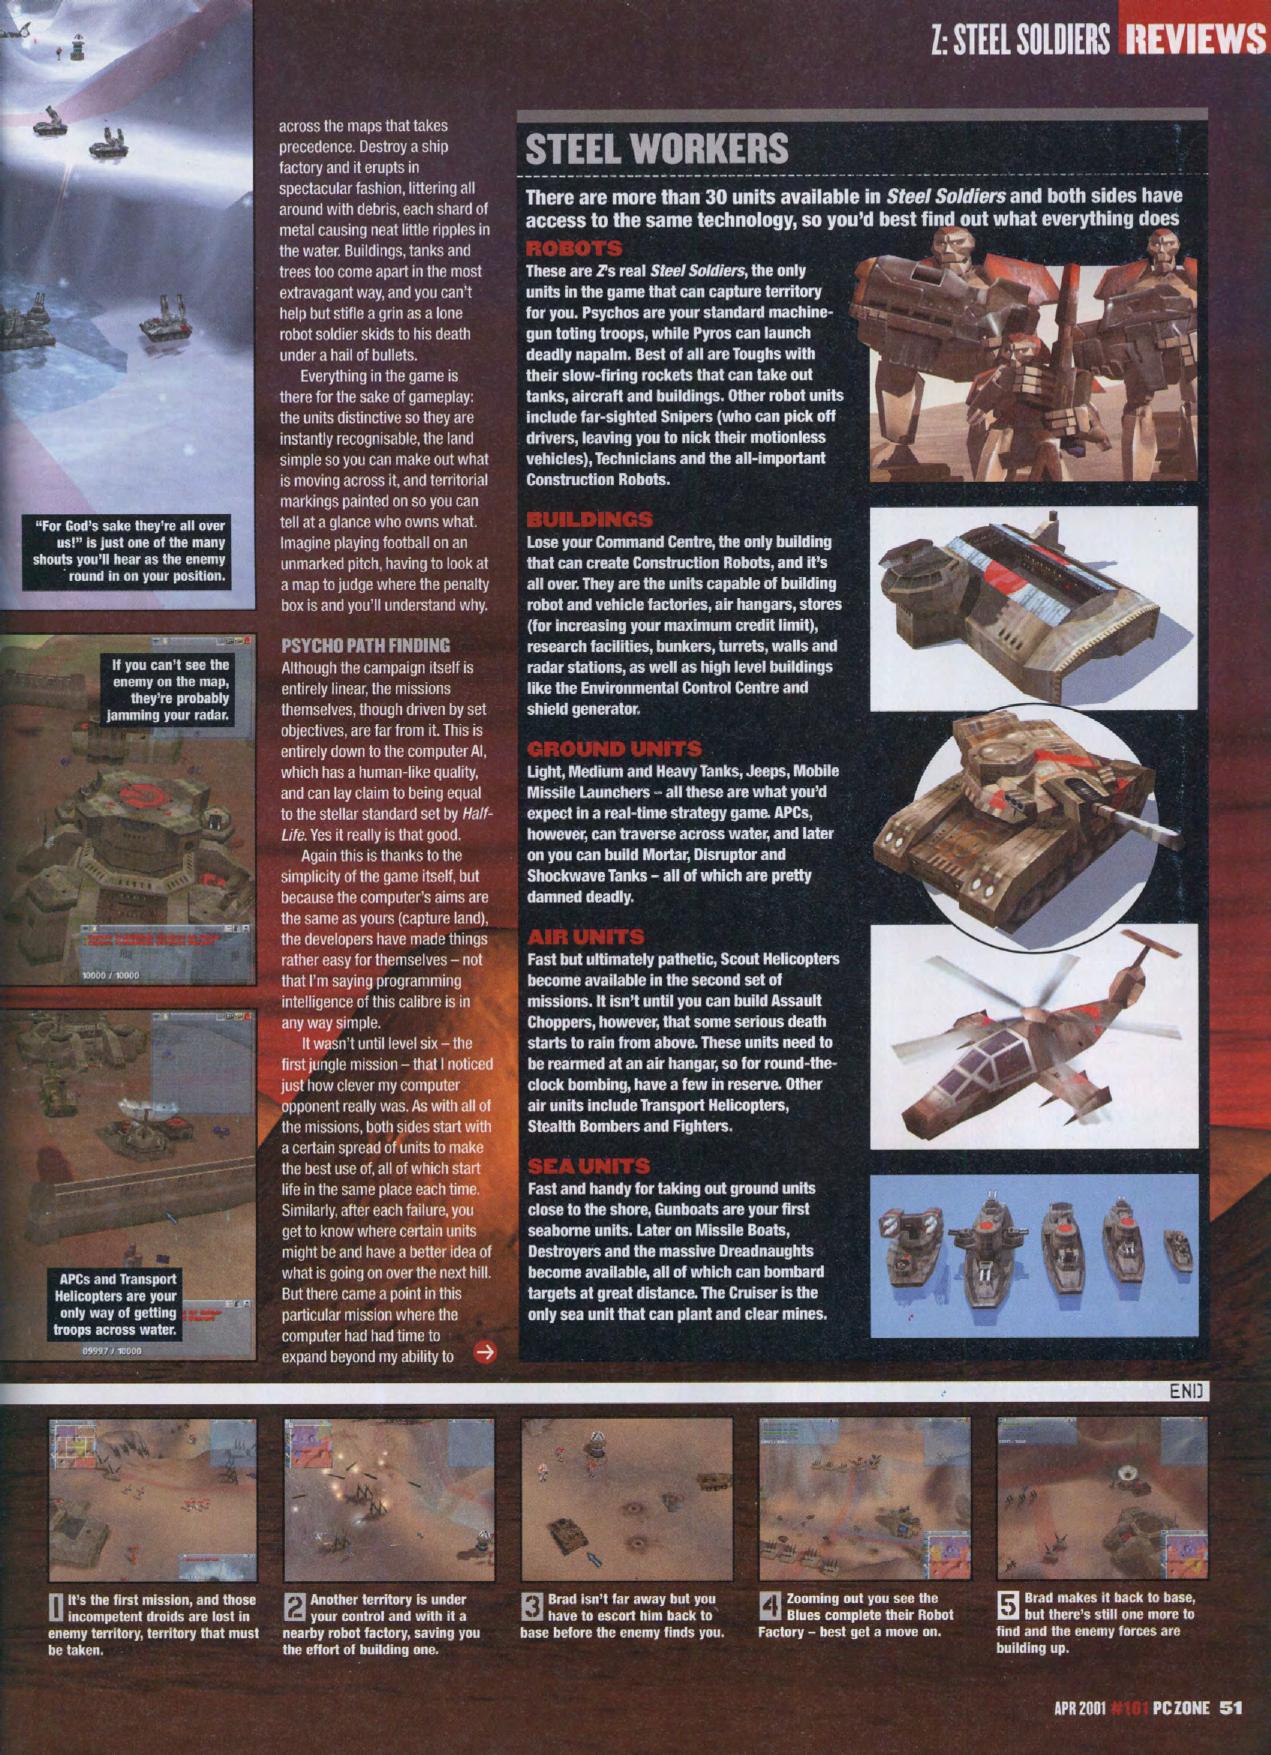 Z: STEEL SOLDIERS REVIEWS
across the maps that takes
precedence. Destroy a ship
factory and it erupts in
spectacular fashion, littering all
around with debris, each shard of
metal causing neat little ripples in
the water. Buildings, tanks and
trees too come apart in the most
extravagant way, and you can't
help but stifle a grin as a lone
robot soldier skids to his death
under a hail of bullets.
Everything in the game is
there for the sake of gameplay:
the units distinctive so they are
instantly recognisable, the land
simple so you can make out what
is moving across it, and territorial
markings painted on so you can
tell at a glance who owns what.
Imagine playing football on an
unmarked pitch, having to look at
a map to judge where the penalty
box is and you'll understand why.
PSYCHO PATH FINDING
Although the campaign itself is
entirely linear, the missions
themselves, though driven by set
objectives, are far from it. This is
entirely down to the computer AI,
which has a human-like quality,
and can lay claim to being equal
to the stellar standard set by Half-
Life. Yes it really is that good.
Again this is thanks to the
simplicity of the game itself, but
because the computer's aims are
the same as yours (capture land),
the developers have made things
rather easy for themselves – not
that I'm saying programming
intelligence of this calibre is in
any way simple.
It wasn't until level six – the
first jungle mission – that I noticed
just how clever my computer
opponent really was. As with all of
the missions, both sides start with
a certain spread of units to make
the best use of, all of which start
life in the same place each time.
Similarly, after each failure, you
get to know where certain units
might be and have a better idea of
what is going on over the next hill.
But there came a point in this
particular mission where the
computer had had time to
expand beyond my ability to
"For God's sake they're all over
us!" is just one of the many
shouts you'll hear as the enemy
round in on your position.
If you can't see the
enemy on the map,
they're probably
jamming your radar.
10000 / 10000
APCs and Transport
Helicopters are your
only way of getting
troops across water.
09997 / 10000
STEEL WORKERS
There are more than 30 units available in Steel Soldiers and both sides have
access to the same technology, so you'd best find out what everything does
ROBOTS
These are Z's real Steel Soldiers, the only
units in the game that can capture territory
for you. Psychos are your standard machine-
gun toting troops, while Pyros can launch
deadly napalm. Best of all are Toughs with
their slow-firing rockets that can take out
tanks, aircraft and buildings. Other robot units
include far-sighted Snipers (who can pick off
drivers, leaving you to nick their motionless
vehicles), Technicians and the all-important
Construction Robots.
BUILDINGS
Lose your Command Centre, the only building
that can create Construction Robots, and it's
all over. They are the units capable of building
robot and vehicle factories, air hangars, stores
(for increasing your maximum credit limit),
research facilities, bunkers, turrets, walls and
radar stations, as well as high level buildings
like the Environmental Control Centre and
shield generator.
GROUND UNITS
Light, Medium and Heavy Tanks, Jeeps, Mobile
Missile Launchers – all these are what you'd
expect in a real-time strategy game. APCs,
however, can traverse across water, and later
on you can build Mortar, Disruptor and
Shockwave Tanks – all of which are pretty
damned deadly.
AIR UNITS
Fast but ultimately pathetic, Scout Helicopters
become available in the second set of
missions. It isn't until you can build Assault
Choppers, however, that some serious death
starts to rain from above. These units need to
be rearmed at an air hangar, so for round-the-
clock bombing, have a few in reserve. Other
air units include Transport Helicopters,
Stealth Bombers and Fighters.
SEA UNITS
Fast and handy for taking out ground units
close to the shore, Gunboats are your first
seaborne units. Later on Missile Boats,
Destroyers and the massive Dreadnaughts
become available, all of which can bombard
targets at great distance. The Cruiser is the
only sea unit that can plant and clear mines.
END
1 It's the first mission, and those
incompetent droids are lost in
enemy territory, territory that must
be taken.
2 Another territory is under
your control and with it a
nearby robot factory, saving you
the effort of building one.
3 Brad isn't far away but you
have to escort him back to
base before the enemy finds you.
4 Zooming out you see the
Blues complete their Robot
Factory – best get a move on.
5 Brad makes it back to base,
but there's still one more to
find and the enemy forces are
building up.
APR 2001 #101 PCZONE 51